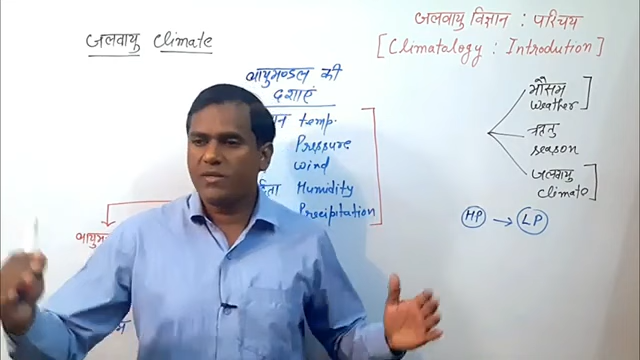 जलवायु विज्ञान : परिचय
[Climatology : Introdution]
जलवायु Climate
वायुमण्डल की
दशाएं
temp.
Pressure
wind
Humidity
Precipitation
मौसम
weather
ऋतु
season
जलवायु
climate
HP → LP